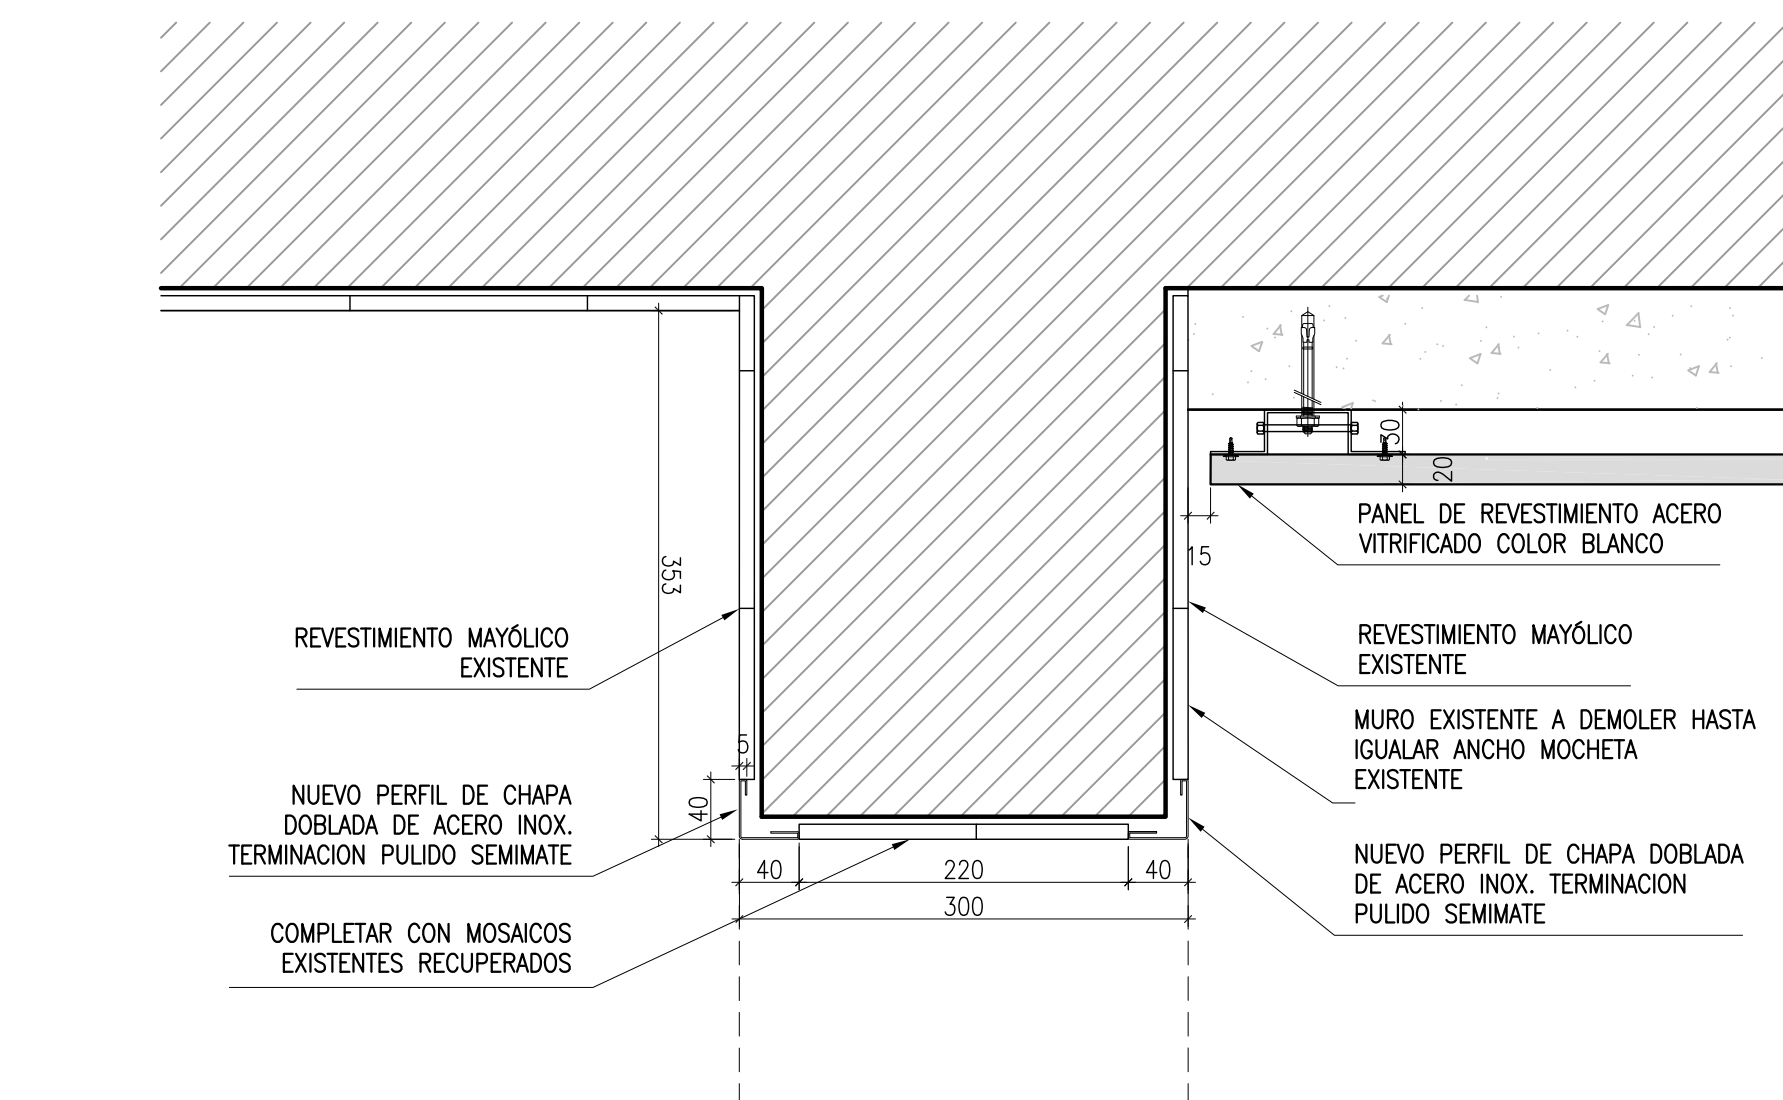 30
20
PANEL DE REVESTIMIENTO ACERO
VITRIFICADO COLOR BLANCO
15
353
REVESTIMIENTO MAYÓLICO
EXISTENTE
REVESTIMIENTO MAYÓLICO
EXISTENTE
MURO EXISTENTE A DEMOLER HASTA
IGUALAR ANCHO MOCHETA
EXISTENTE
5
40
NUEVO PERFIL DE CHAPA
DOBLADA DE ACERO INOX.
TERMINACION PULIDO SEMIMATE
NUEVO PERFIL DE CHAPA DOBLADA
DE ACERO INOX. TERMINACION
PULIDO SEMIMATE
40
220
40
300
COMPLETAR CON MOSAICOS
EXISTENTES RECUPERADOS